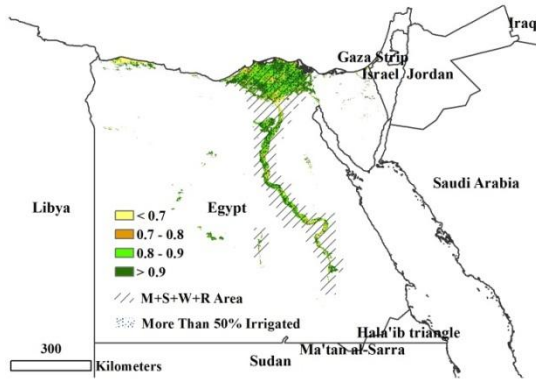 Iraq
Gaza Strip
Israel Jordan
Saudi Arabia
Libya
Egypt
< 0.7
0.7 - 0.8
0.8 - 0.9
> 0.9
M+S+W+R Area
More Than 50% Irrigated
Hala'ib triangle
Ma'tan al-Sarra
300
Kilometers
Sudan